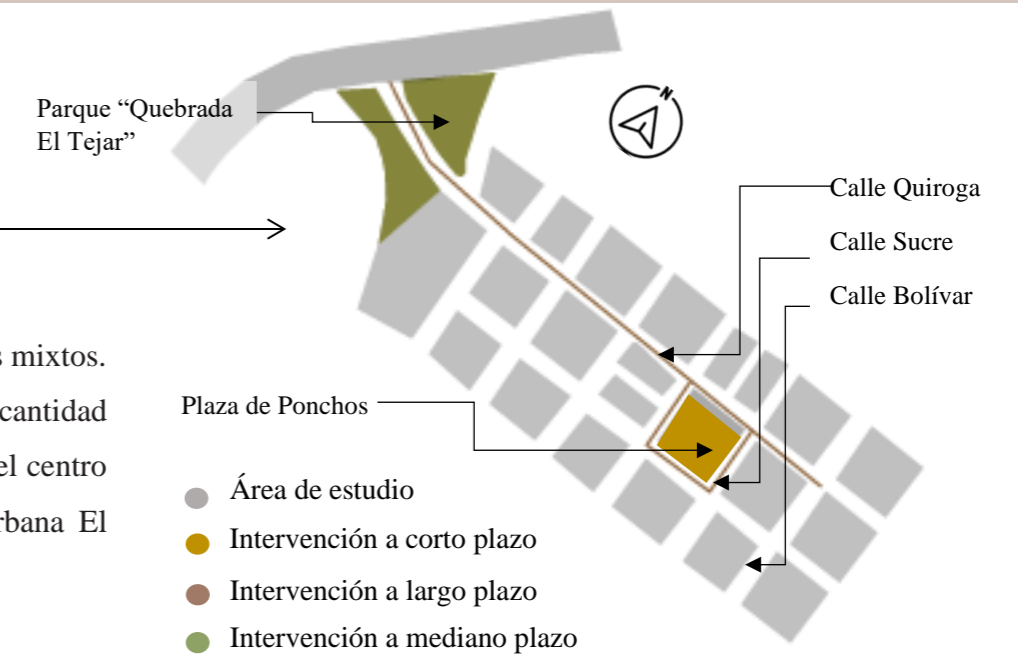 N
Parque “Quebrada
El Tejar”
Calle Quiroga
Calle Sucre
Calle Bolívar
s mixtos.
cantidad
el centro
rbana El
Plaza de Ponchos
Área de estudio
Intervención a corto plazo
Intervención a largo plazo
Intervención a mediano plazo